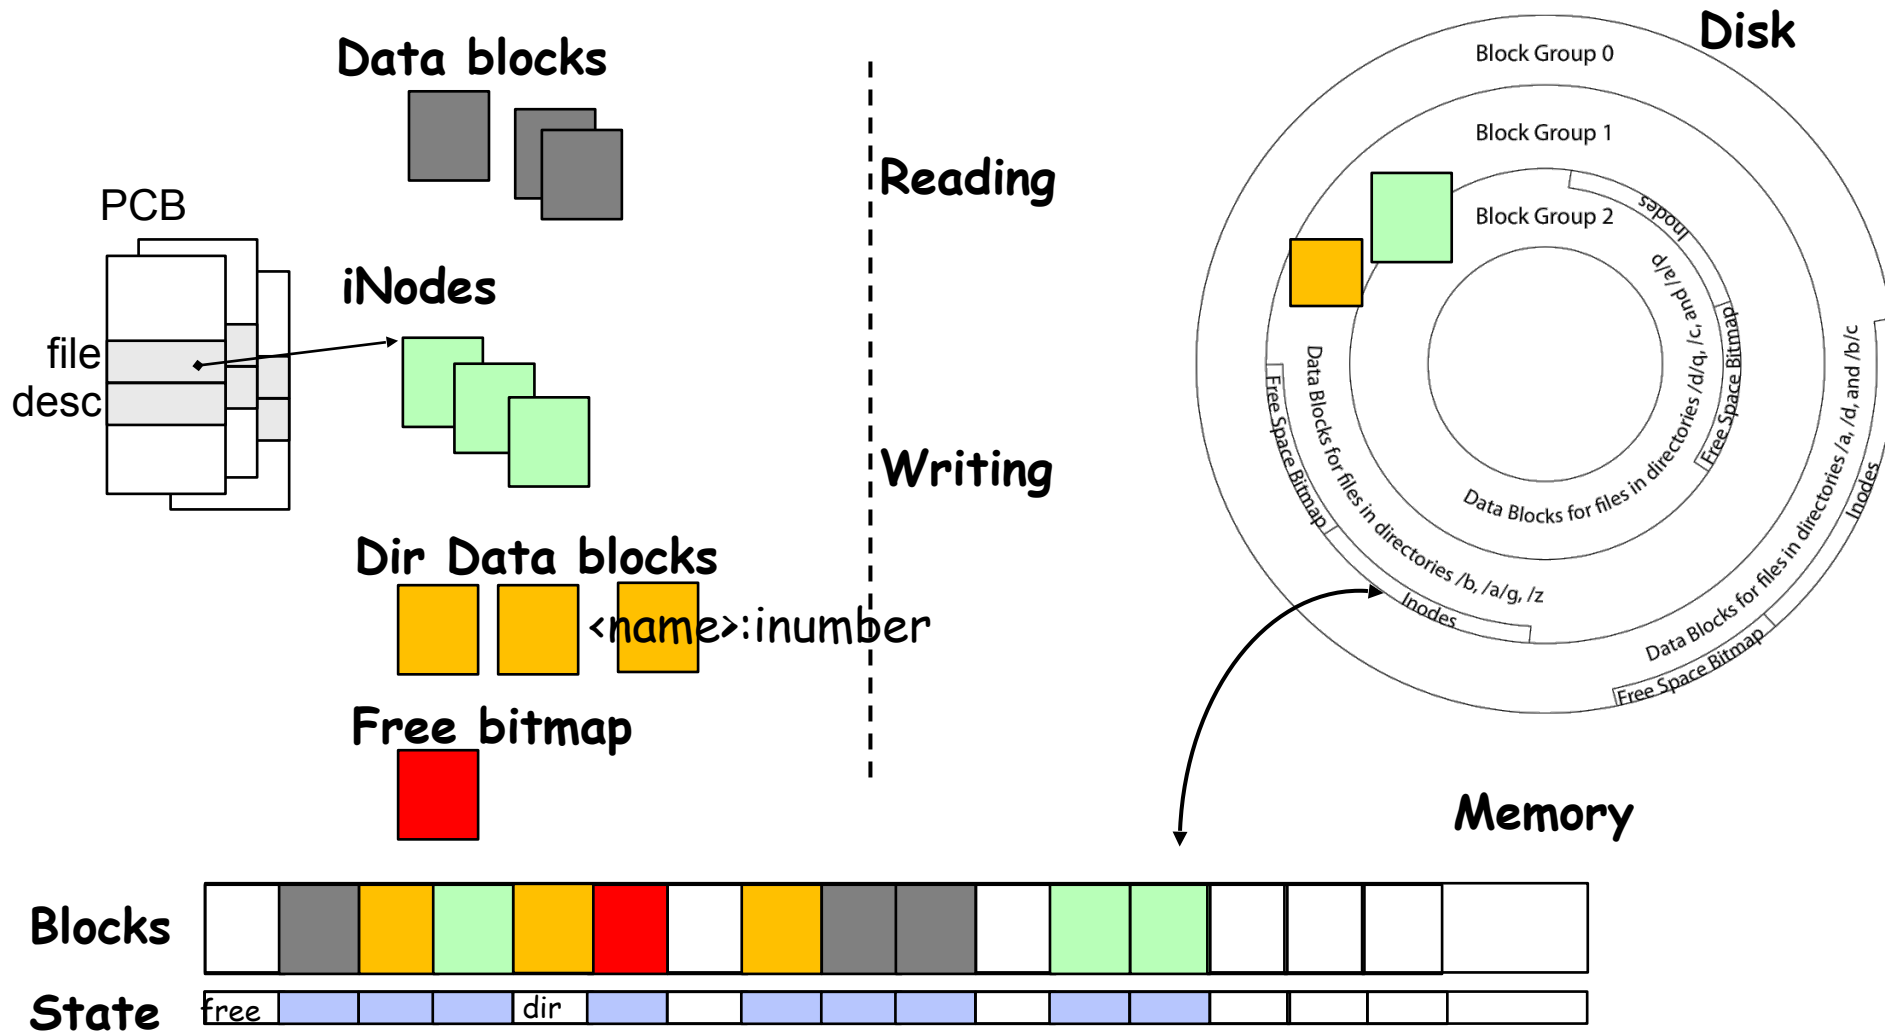 Disk
Data blocks
Block Group 0
Block Group 1
Reading
PCB
Block Group 2
Inodes
iNodes
file
desc
Data Blocks for files in directories /d/q, /c, and /a/p
Free Space Bitmap
Data Blocks for files in directories /b, /a/g, /z
Free Space Bitmap
Inodes
Data Blocks for files in directories /a, /d, and /b/c
Inodes
Free Space Bitmap
Writing
Dir Data blocks
<name>:inumber
Free bitmap
Memory
Blocks
State
free
dir